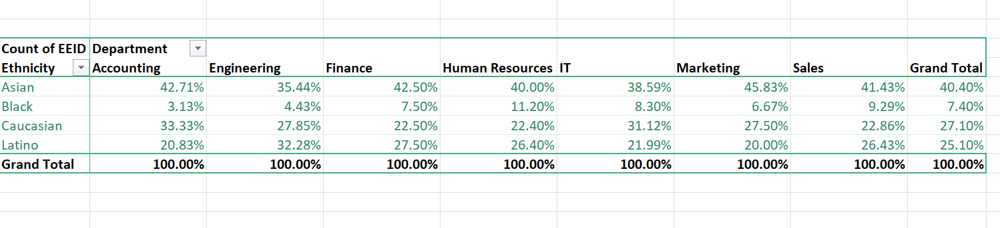 Count of EEID Department
Ethnicity Accounting Engineering Finance Human Resources IT Marketing Sales Grand Total
Asian 42.71% 35.44% 42.50% 40.00% 38.59% 45.83% 41.43% 40.40%
Black 3.13% 4.43% 7.50% 11.20% 8.30% 6.67% 9.29% 7.40%
Caucasian 33.33% 27.85% 22.50% 22.40% 31.12% 27.50% 22.86% 27.10%
Latino 20.83% 32.28% 27.50% 26.40% 21.99% 20.00% 26.43% 25.10%
Grand Total 100.00% 100.00% 100.00% 100.00% 100.00% 100.00% 100.00% 100.00%